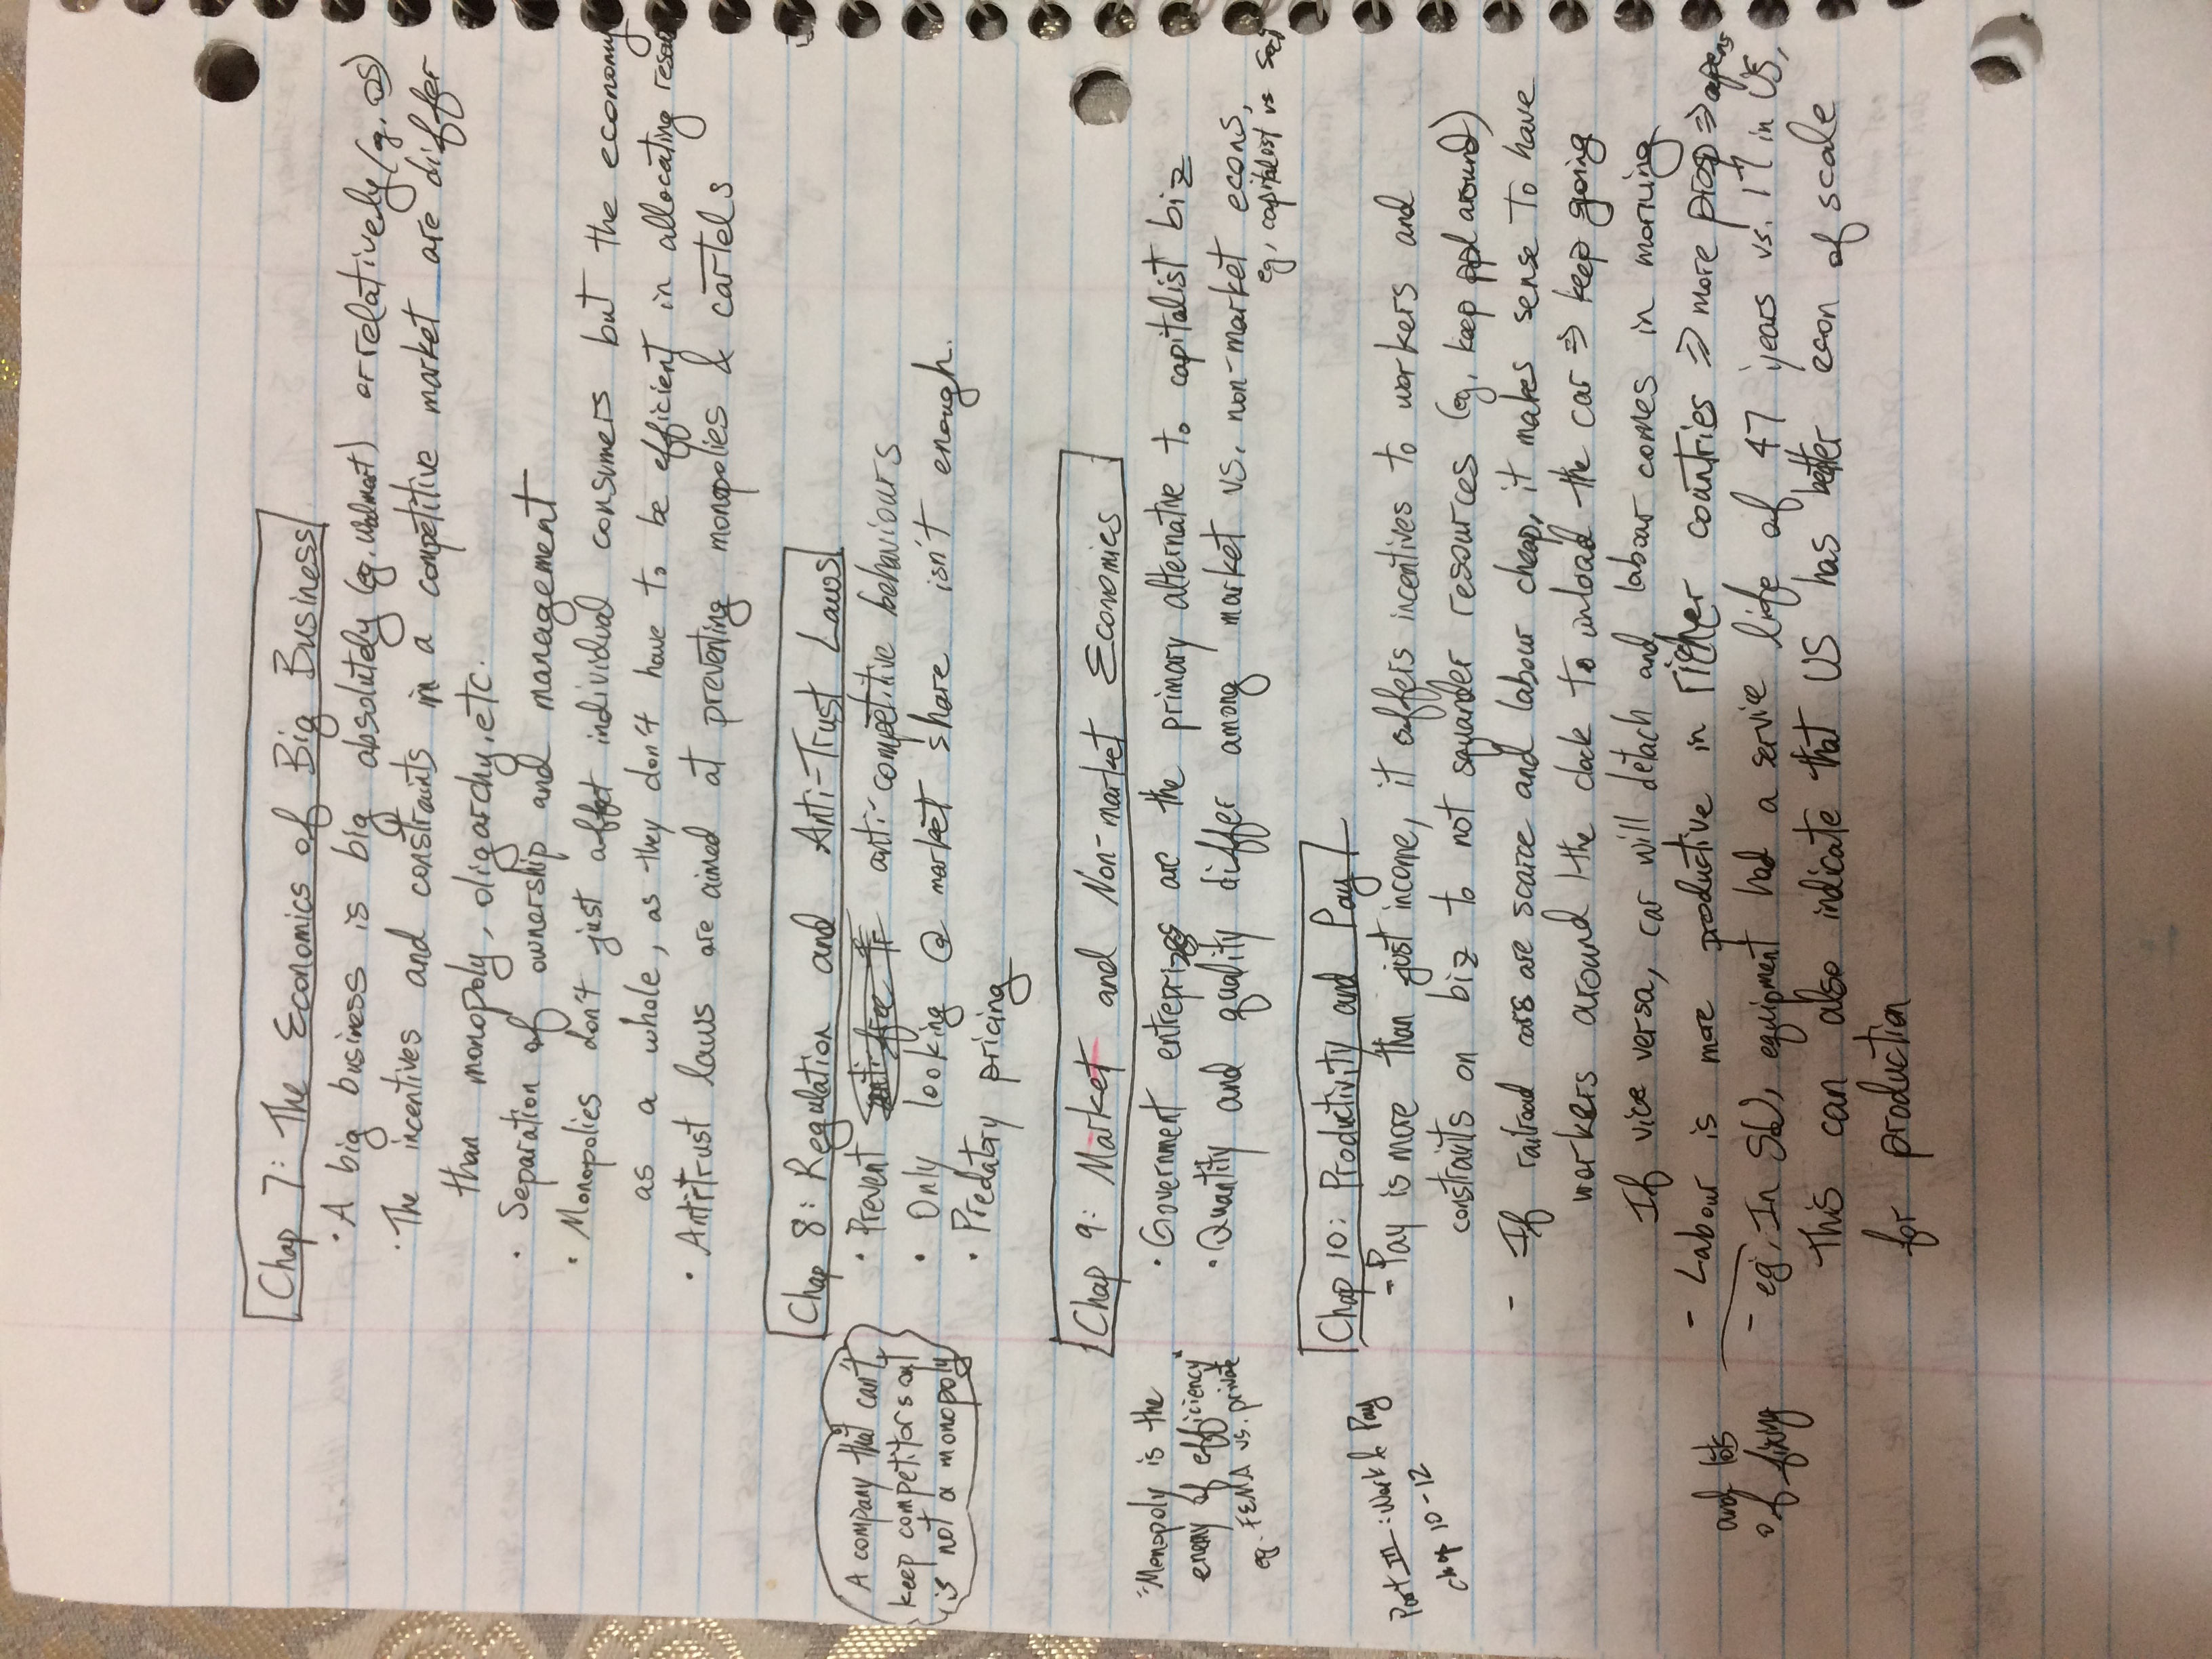 Chap 7: The Economics of Big Business
· A big business is big absolutely (eg. Walmart) or relatively (eg,
· The incentives and constraints in a competitive market are differ
than monopoly, oligarchy, etc.
· Separation of ownership and management
· Monopolies don't just affect individual consumers but the economy
as a whole, as they don't have to be efficient in allocating resou
· Antitrust laws are aimed at preventing monopolies & cartels
Chap 8: Regulation and Anti-Trust Laws
· Prevent anti-competitive behaviours
· Only looking @ market share isn't enough.
· Predatory pricing
A company that can't
keep competitors out
is not a monopoly
Chap 9: Market and Non-market Economics
· Government enterprizes are the primary alternative to capitalist biz
· Quantity and quality differ among market vs. non-market econs,
eg, capitalist vs soc
"Monopoly is the
enemy of efficiency"
eg. FEMA vs. private
Part III: Work & Pay
chap 10-12
Chap 10: Productivity and Pay
- Pay is more than just income, it offers incentives to workers and
constraints on biz to not squander resources (eg, keep ppl around)
- If railroad cars are scarce and labour cheap, it makes sense to have
workers around the clock to unload the car ⇒ keep going
If vice versa, car will detach and labour comes in morning
- Labour is more productive in richer countries ⇒ more prod ⇒
- eg, In SU, equipment had a service life of 47 years vs. 17 in US,
and lots
of fixing
This can also indicate that US has better econ of scale
for production